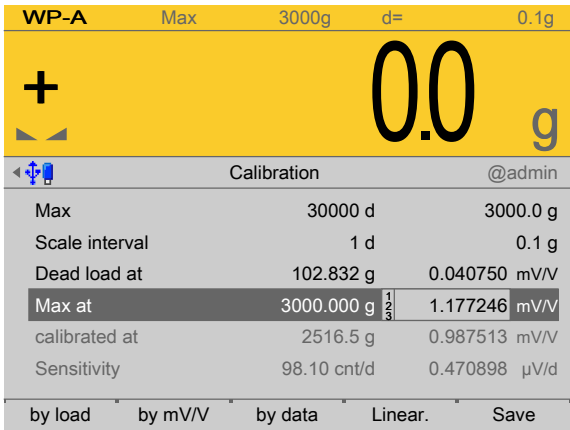 WP-A Max 3000g d= 0.1g
+ 0.0 g
Calibration @admin
Max 30000 d 3000.0 g
Scale interval 1 d 0.1 g
Dead load at 102.832 g 0.040750 mV/V
Max at 3000.000 g 1 2 3 1.177246 mV/V
calibrated at 2516.5 g 0.987513 mV/V
Sensitivity 98.10 cnt/d 0.470898 µV/d
by load by mV/V by data Linear. Save